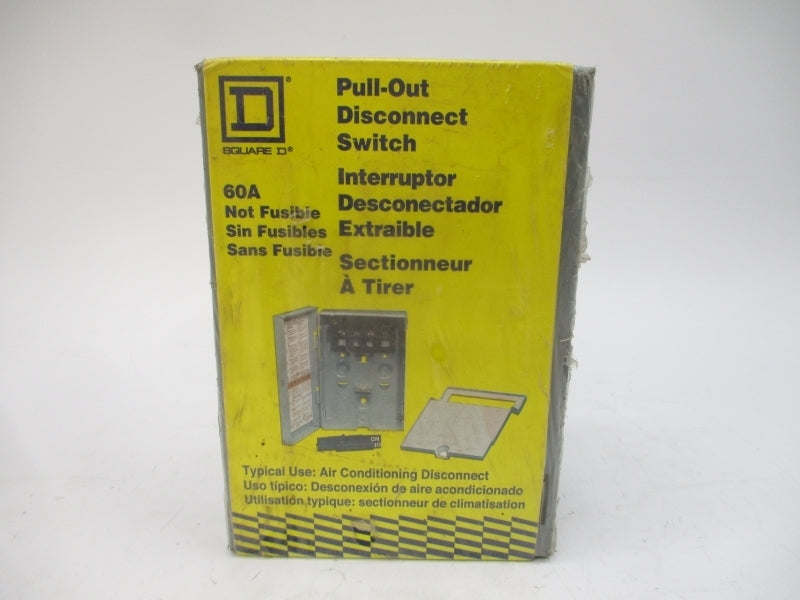 D®
SQUARE D®
60A
Not Fusible
Sin Fusibles
Sans Fusible
Pull-Out
Disconnect
Switch
Interruptor
Desconectador
Extraible
Sectionneur
À Tirer
ON
Typical Use: Air Conditioning Disconnect
Uso típico: Desconexión de aire acondicionado
Utilisation typique: sectionneur de climatisation